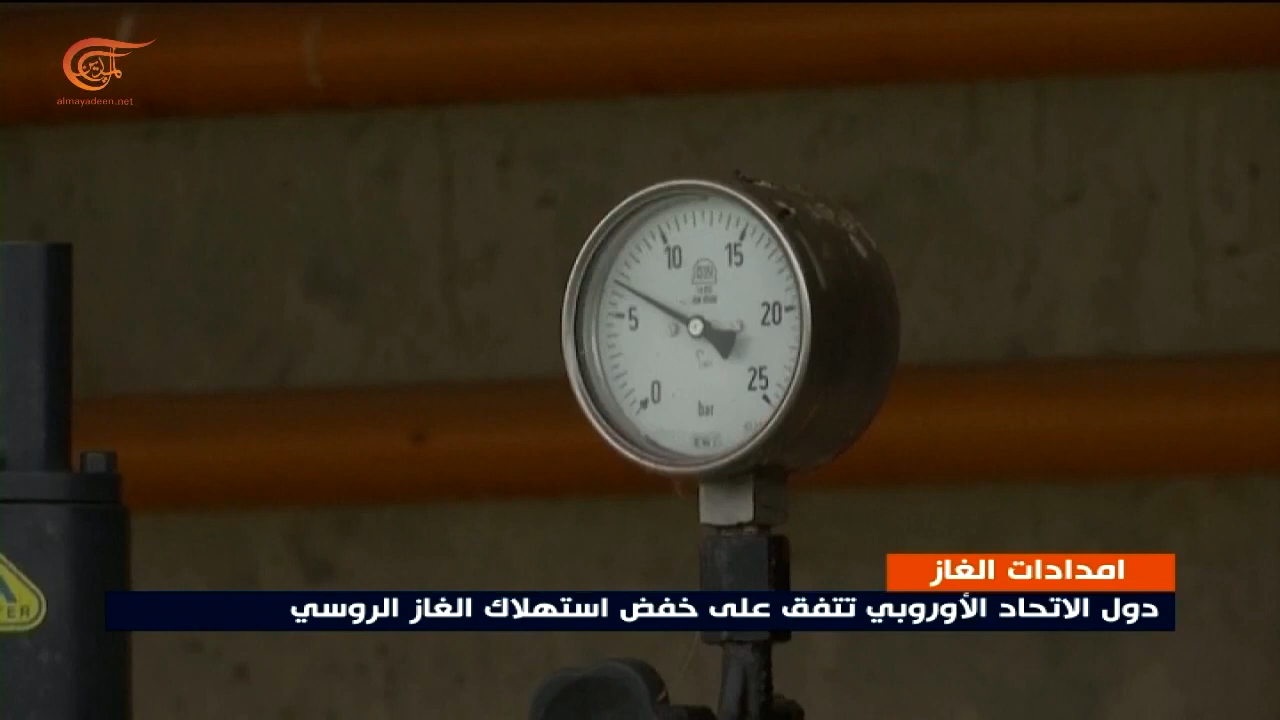 الميادين
almayadeen.net
10
15
5
20
0
25
bar
امدادات الغاز
دول الاتحاد الأوروبي تتفق على خفض استهلاك الغاز الروسي